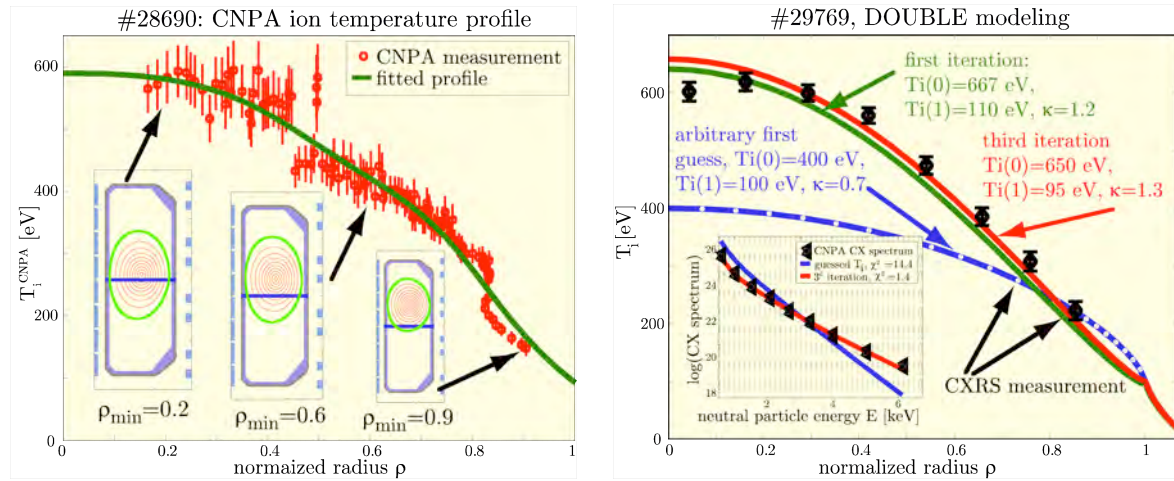 #28690: CNPA ion temperature profile
CNPA measurement
fitted profile
600
400
200
0
T_i^CNPA [eV]
ρmin=0.2
ρmin=0.6
ρmin=0.9
0
0.2
0.4
0.6
0.8
1
normaized radius ρ
#29769, DOUBLE modeling
first iteration:
Ti(0)=667 eV,
Ti(1)=110 eV, κ=1.2
arbitrary first
guess, Ti(0)=400 eV,
Ti(1)=100 eV, κ=0.7
third iteration
Ti(0)=650 eV,
Ti(1)=95 eV, κ=1.3
600
400
200
0
T_i [eV]
CNPA CX spectrum
guessed T_i, χ²=14.4
iteration, χ²=1.4
26
24
22
20
18
log(CX spectrum)
2
4
6
neutral particle energy E [keV]
CXRS measurement
0
0.2
0.4
0.6
0.8
1
normalized radius ρ